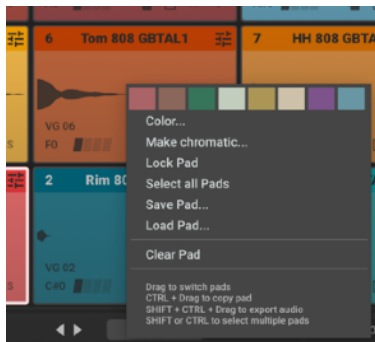 6 Tom 808 GBTAL1 7 HH 808 GBTA
VG 06
F0
S
Color...
Make chromatic...
Lock Pad
2 Rim 80
Select all Pads
Save Pad...
Load Pad...
VG 02
C#0
S
Clear Pad
Drag to switch pads
CTRL + Drag to copy pad
SHIFT + CTRL + Drag to export audio
SHIFT or CTRL to select multiple pads